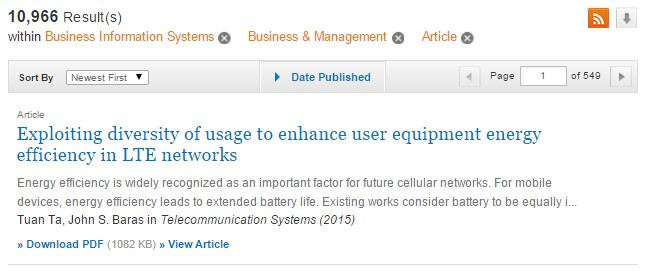 10,966 Result(s)
within Business Information Systems Business & Management Article
Sort By Newest First Date Published Page 1 of 549
Article
Exploiting diversity of usage to enhance user equipment energy
efficiency in LTE networks
Energy efficiency is widely recognized as an important factor for future cellular networks. For mobile
devices, energy efficiency leads to extended battery life. Existing works consider battery to be equally i...
Tuan Ta, John S. Baras in Telecommunication Systems (2015)
» Download PDF (1082 KB) » View Article